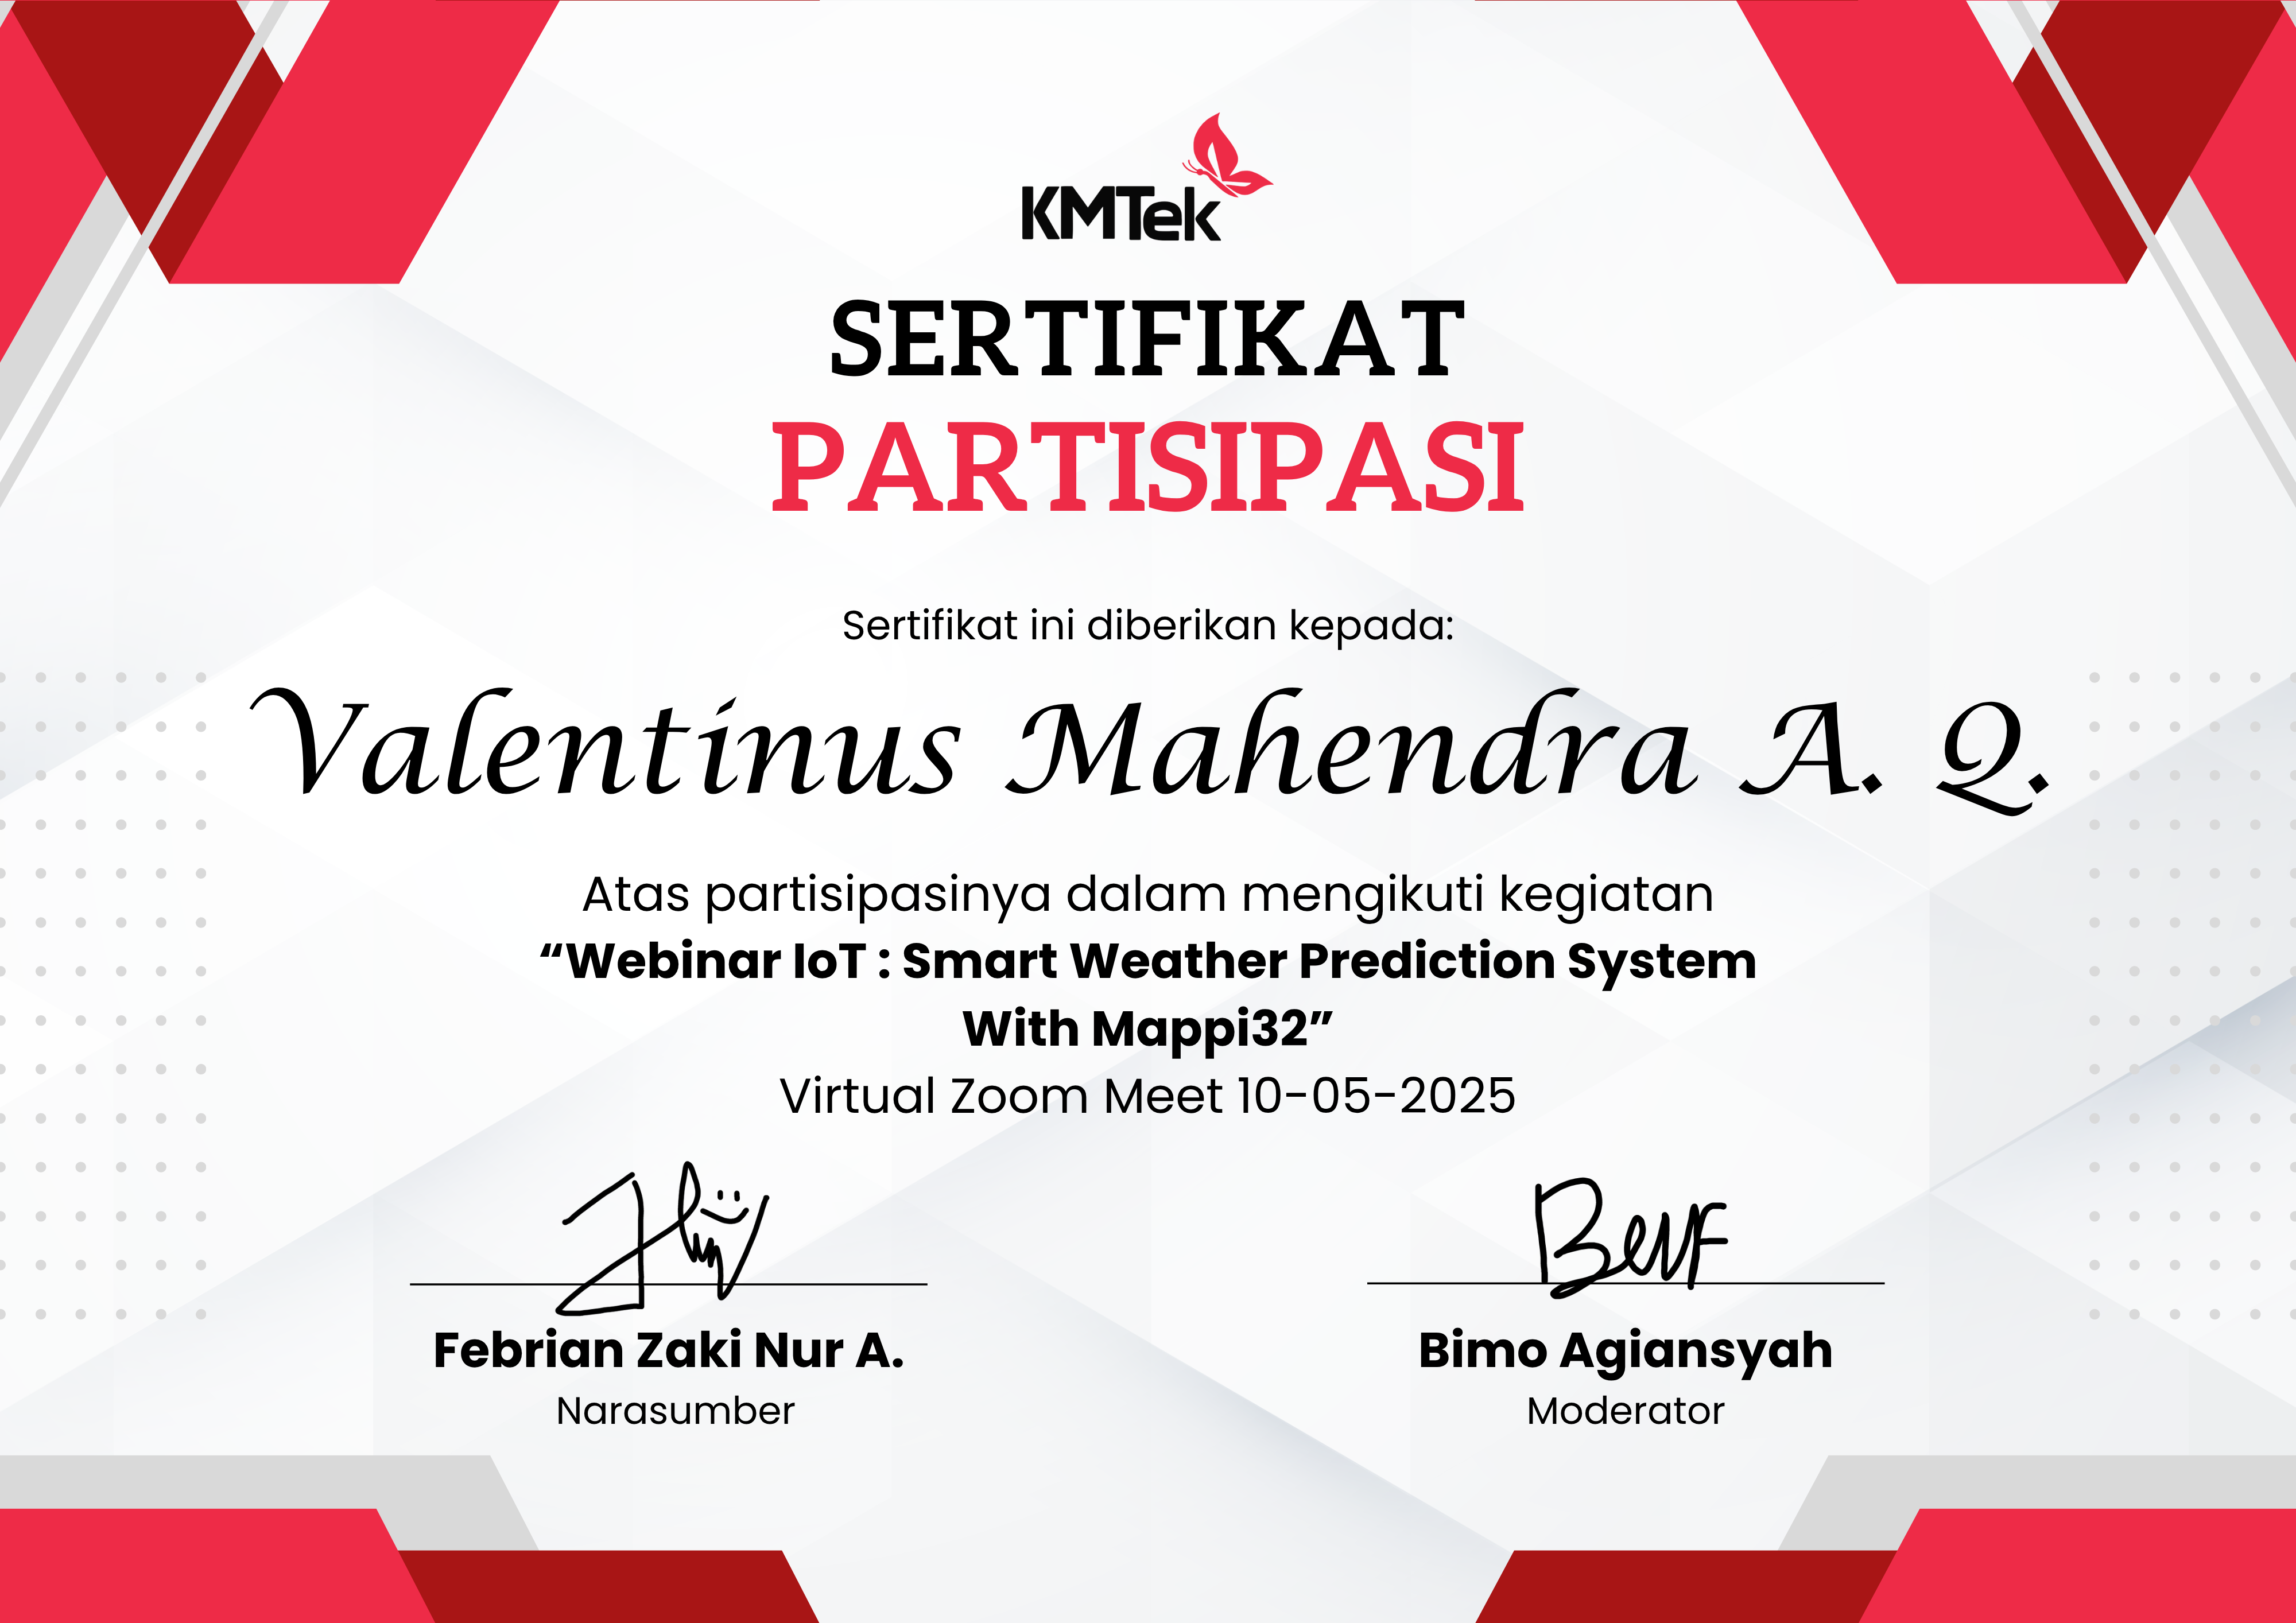 KMTek
SERTIFIKAT
PARTISIPASI
Sertifikat ini diberikan kepada:
Valentinus Mahendra A. Q.
Atas partisipasinya dalam mengikuti kegiatan
“Webinar IoT : Smart Weather Prediction System
With Mappi32”
Virtual Zoom Meet 10-05-2025
Febrian Zaki Nur A.
Narasumber
Bimo Agiansyah
Moderator